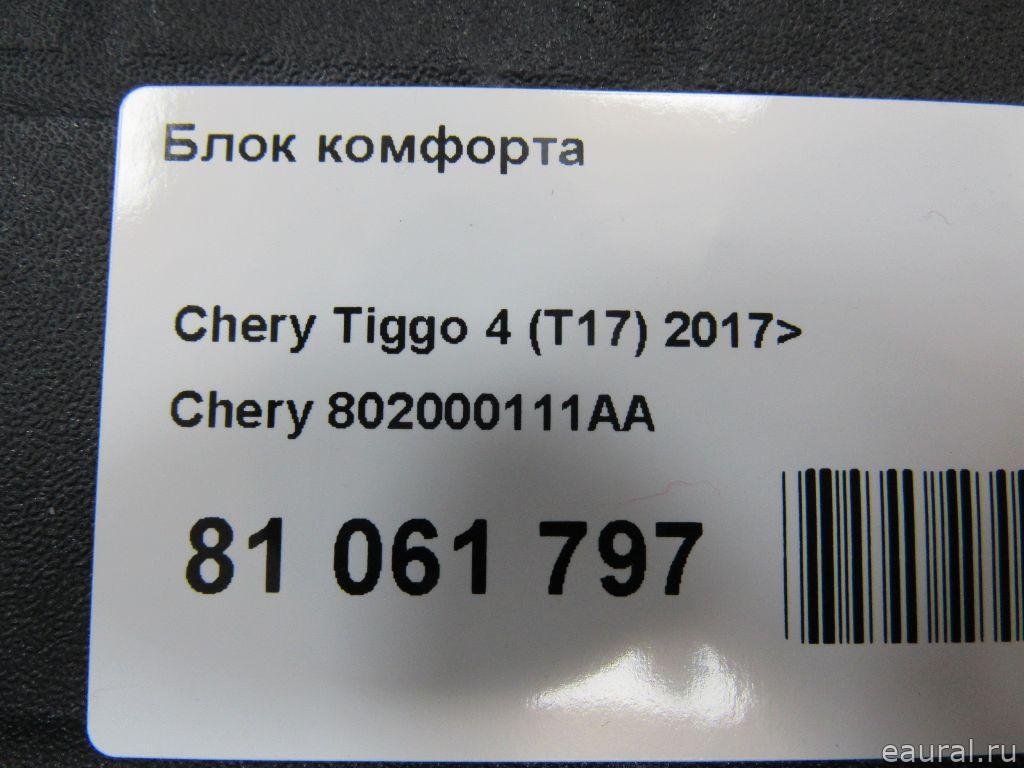 Блок комфорта
Chery Tiggo 4 (T17) 2017>
Chery 802000111AA
81 061 797
eaural.ru